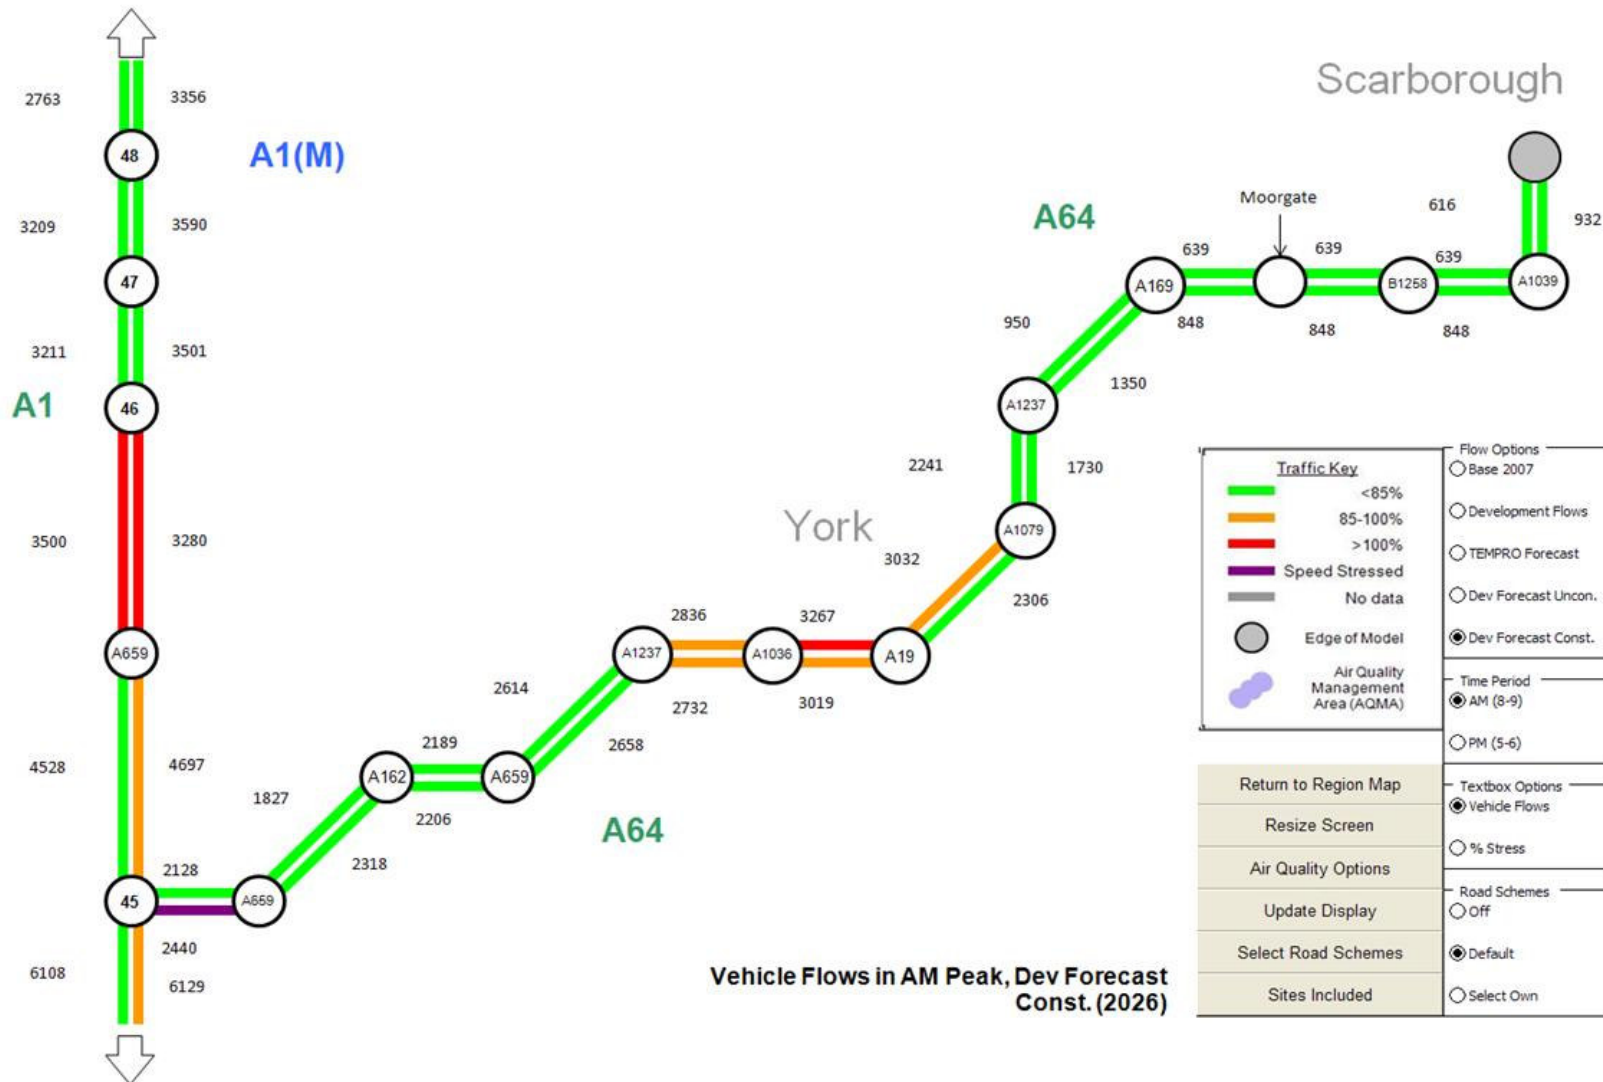 Scarborough
2763
3356
48
A1(M)
Moorgate
616
A64
932
3209
3590
639
639
639
47
A169
B1258
A1039
950
848
848
848
3211
3501
1350
A1
46
A1237
2241
1730
York
A1079
3500
3280
3032
2306
2836
3267
A659
A1237
A1036
A19
2614
2732
3019
2658
4528
4697
2189
1827
A162
A659
2206
A64
2318
2128
45
A659
2440
6108
6129
Vehicle Flows in AM Peak, Dev Forecast
Const. (2026)
Traffic Key
<85%
85-100%
>100%
Speed Stressed
No data
Edge of Model
Air Quality
Management
Area (AQMA)
Flow Options
Base 2007
Development Flows
TEMPRO Forecast
Dev Forecast Uncon.
Dev Forecast Const.
Time Period
AM (8-9)
PM (5-6)
Return to Region Map
Resize Screen
Air Quality Options
Update Display
Select Road Schemes
Sites Included
Textbox Options
Vehicle Flows
% Stress
Road Schemes
Off
Default
Select Own